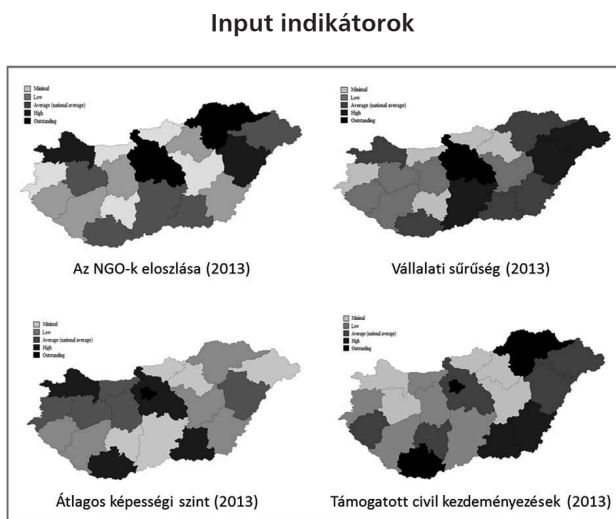 Input indikátorok
Minimal
Low
Average (national average)
High
Outstanding
Az NGO-k eloszlása (2013)
Minimal
Low
Average (national average)
High
Outstanding
Vállalati sűrűség (2013)
Minimal
Low
Average (national average)
High
Outstanding
Átlagos képességi szint (2013)
Minimal
Low
Average (national average)
High
Outstanding
Támogatott civil kezdeményezések (2013)